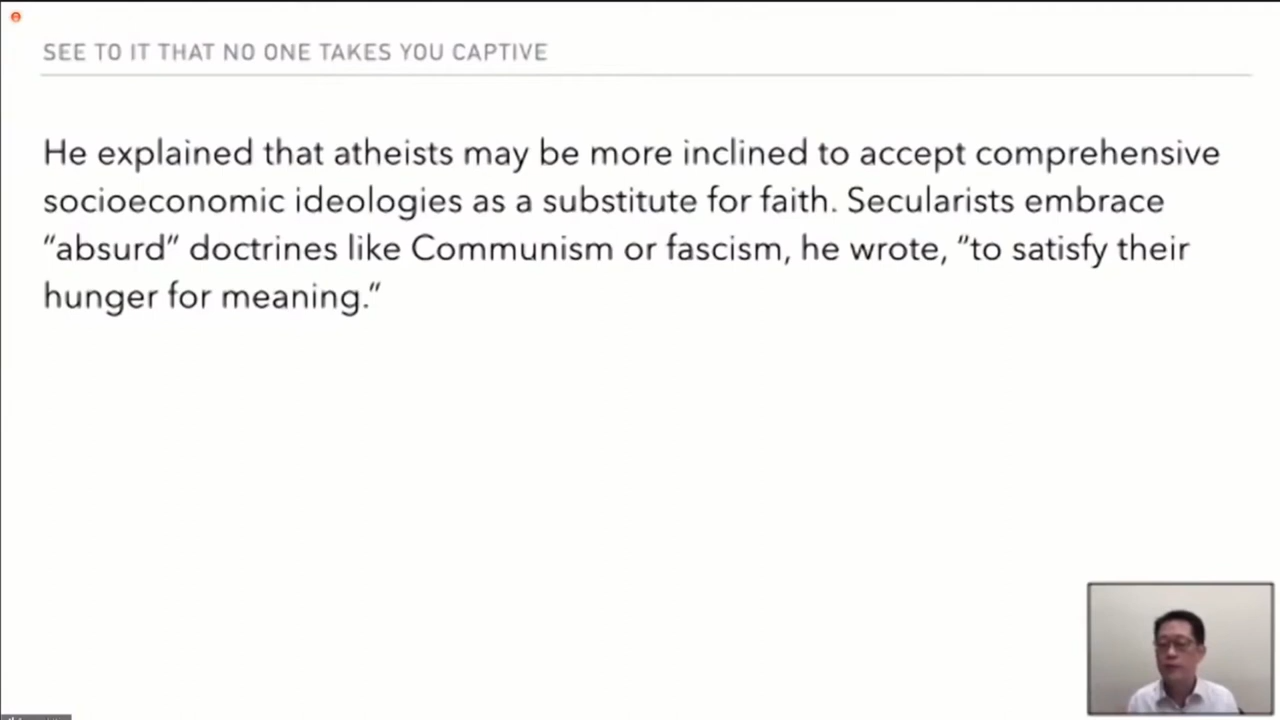 SEE TO IT THAT NO ONE TAKES YOU CAPTIVE
He explained that atheists may be more inclined to accept comprehensive
socioeconomic ideologies as a substitute for faith. Secularists embrace
“absurd” doctrines like Communism or fascism, he wrote, “to satisfy their
hunger for meaning.”